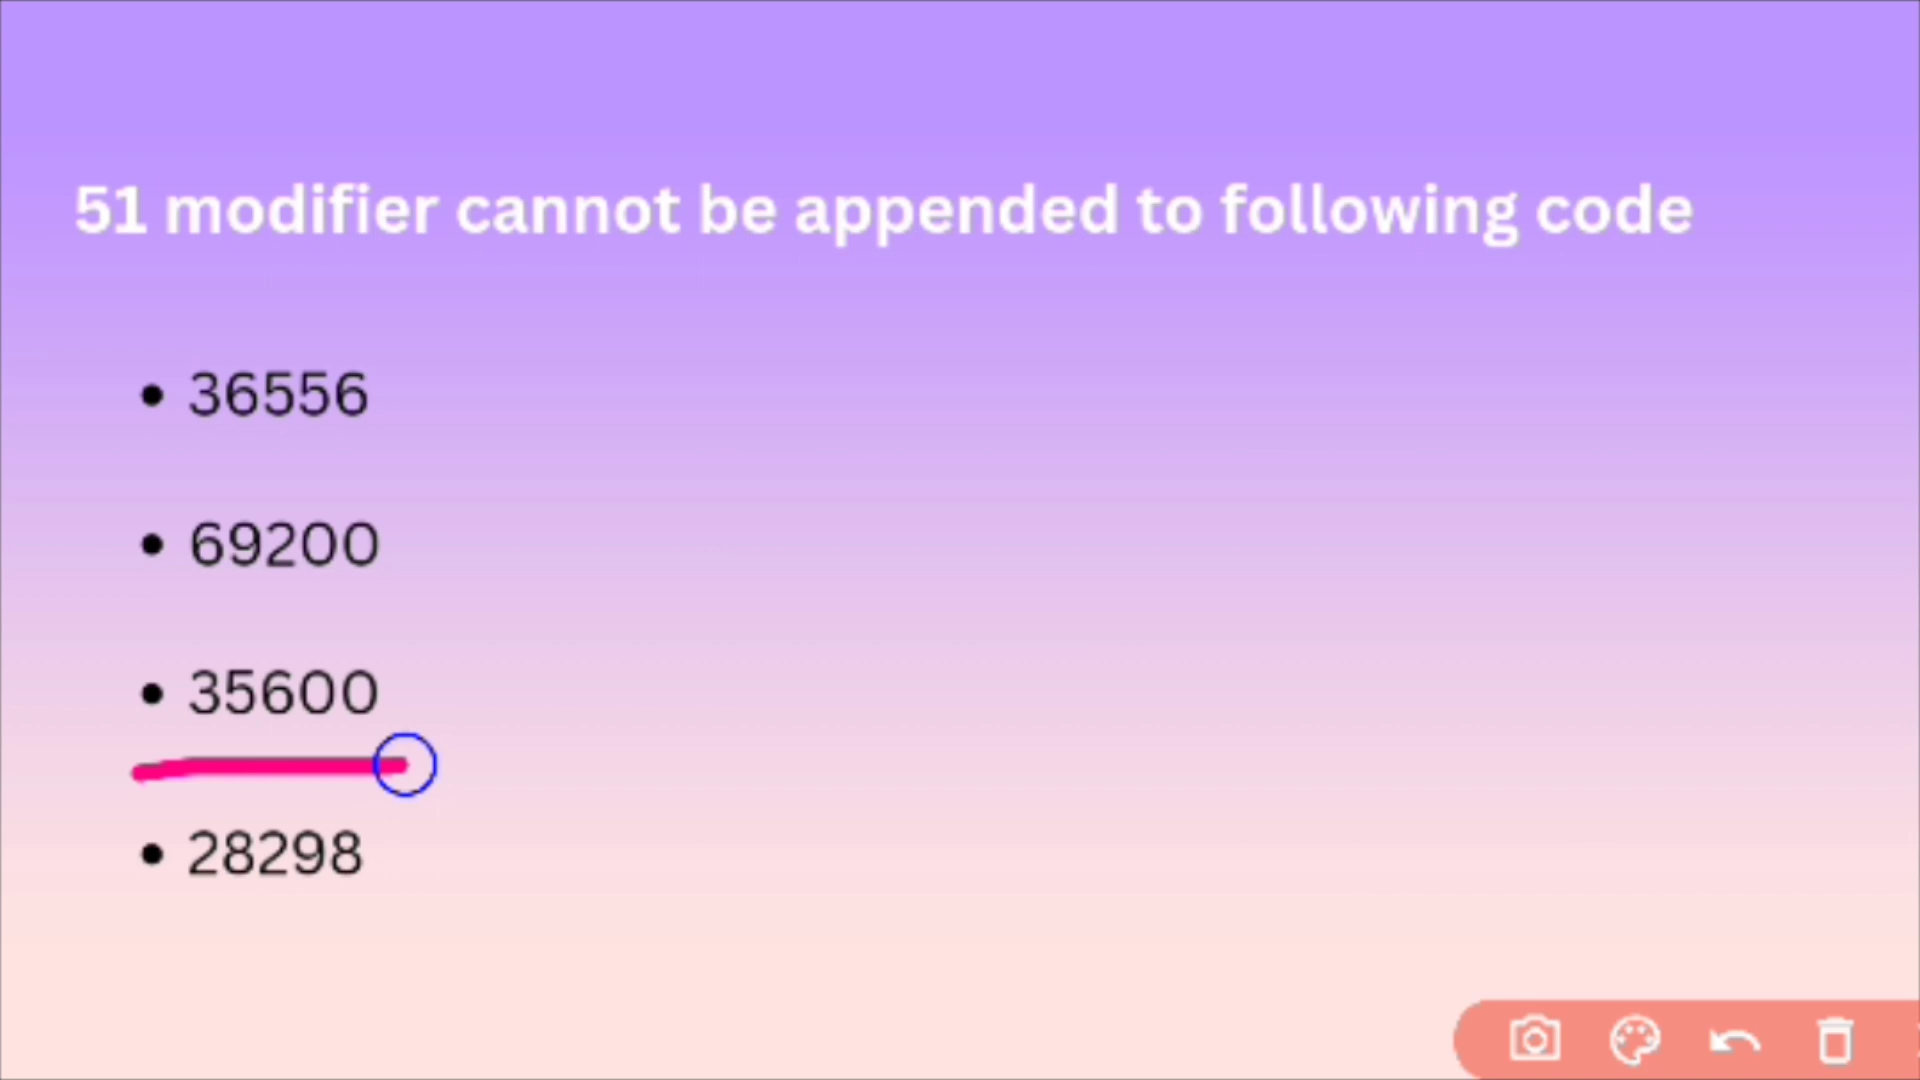 51 modifier cannot be appended to following code
• 36556
• 69200
• 35600
• 28298